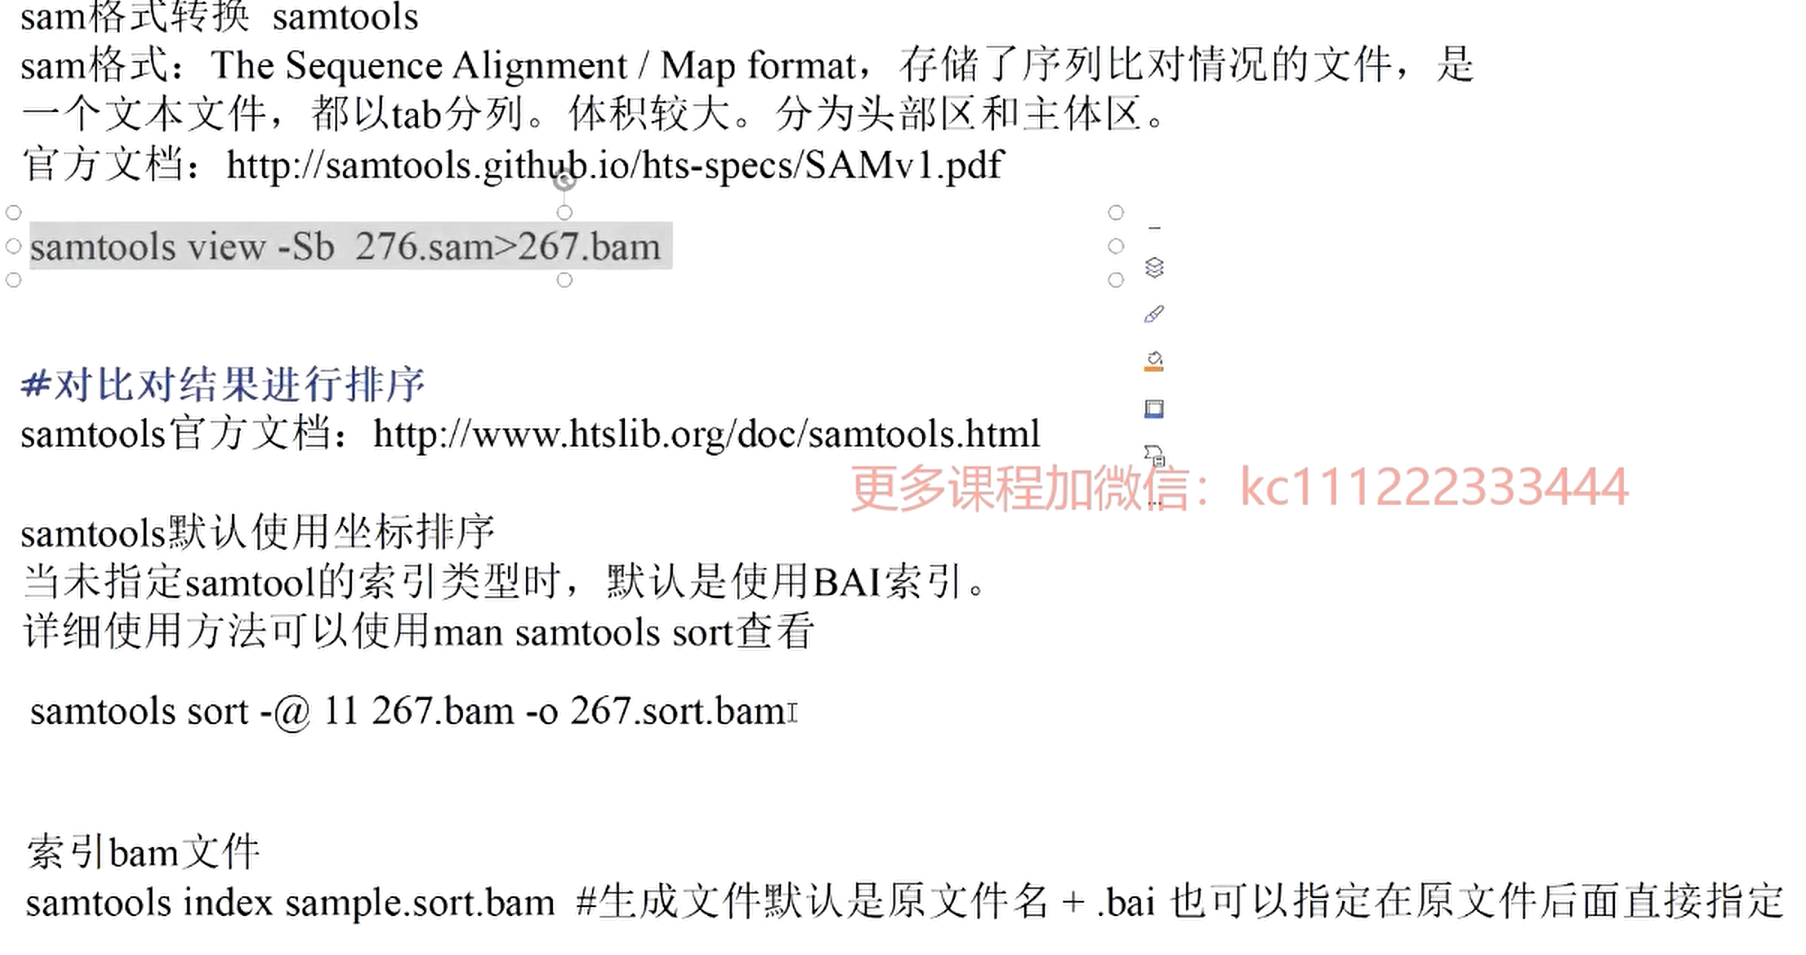 sam格式转换 samtools
sam格式：The Sequence Alignment / Map format，存储了序列比对情况的文件，是
一个文本文件，都以tab分列。体积较大。分为头部区和主体区。
官方文档：http://samtools.github.io/hts-specs/SAMv1.pdf
samtools view -Sb 276.sam>267.bam
#对比对结果进行排序
samtools官方文档：http://www.htslib.org/doc/samtools.html
更多课程加微信：kc111222333444
samtools默认使用坐标排序
当未指定samtool的索引类型时，默认是使用BAI索引。
详细使用方法可以使用man samtools sort查看
samtools sort -@ 11 267.bam -o 267.sort.bam
索引bam文件
samtools index sample.sort.bam #生成文件默认是原文件名 + .bai 也可以指定在原文件后面直接指定